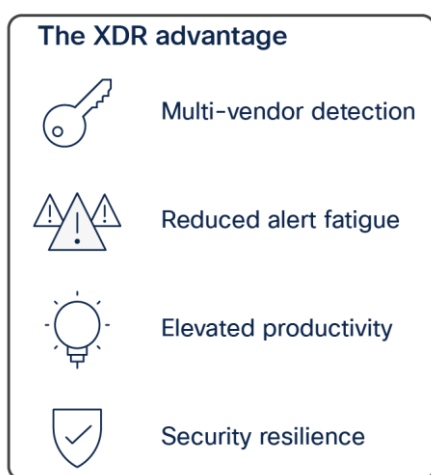 The XDR advantage
Multi-vendor detection
Reduced alert fatigue
Elevated productivity
Security resilience